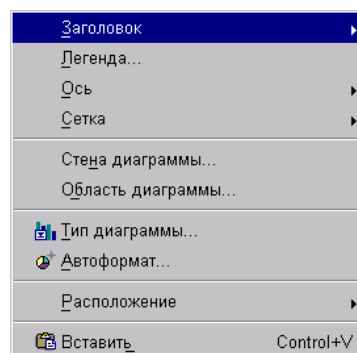 Заголовок
Легенда...
Ось
Сетка
Стена диаграммы...
Область диаграммы...
Тип диаграммы...
Автоформат...
Расположение
Вставить Control+V